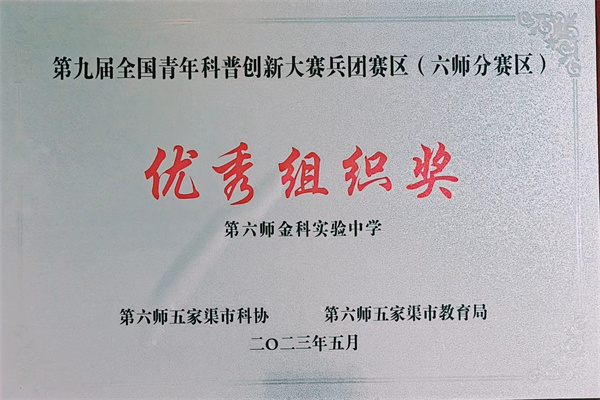 第九届全国青年科普创新大赛兵团赛区（六师分赛区）
优秀组织奖
第六师金科实验中学
第六师五家渠市科协 第六师五家渠市教育局
二〇二三年五月